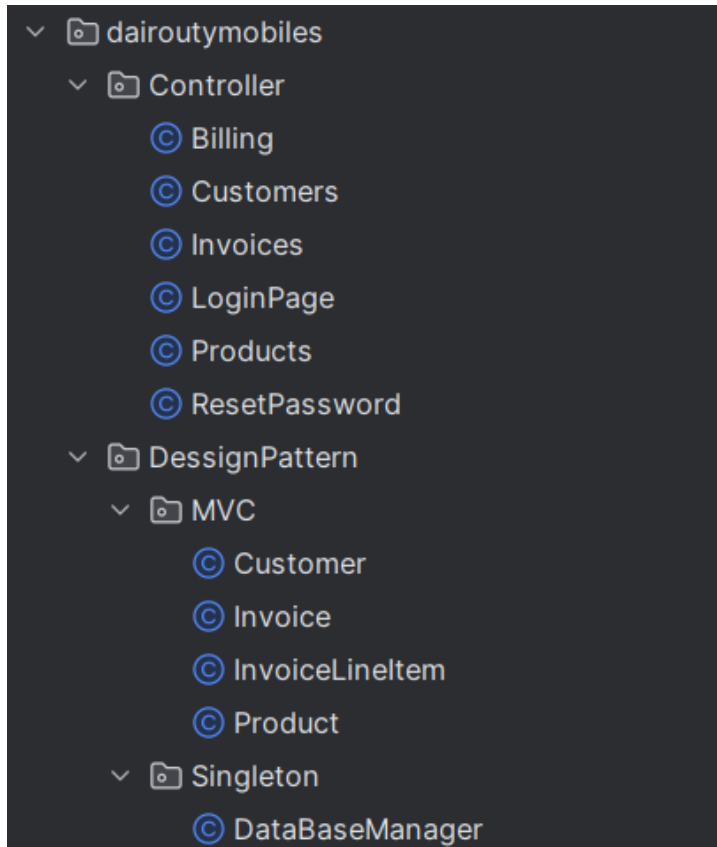 dairoutymobiles
Controller
C Billing
C Customers
C Invoices
C LoginPage
C Products
C ResetPassword
DessignPattern
MVC
C Customer
C Invoice
C InvoiceLineItem
C Product
Singleton
C DataBaseManager